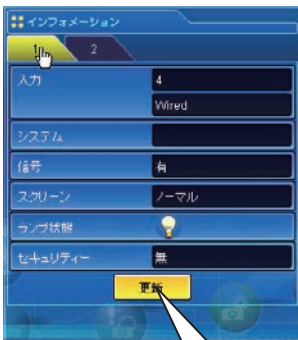 インフォメーション
1 2
入力 4
Wired
システム
信号 有
スクリーン ノーマル
ランプ状態
セキュリティー 無
更新